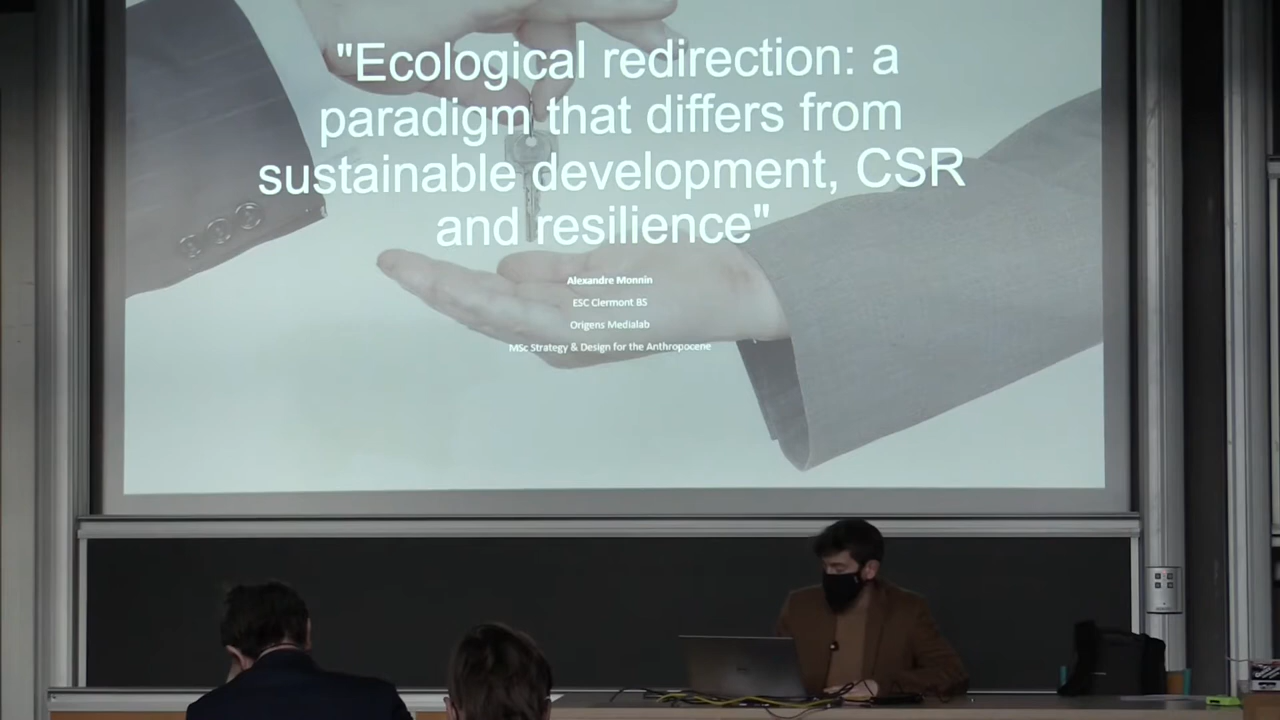 "Ecological redirection: a
paradigm that differs from
sustainable development, CSR
and resilience"
Alexandre Monnin
ESC Clermont BS
Origens Medialab
MSc Strategy & Design for the Anthropocene